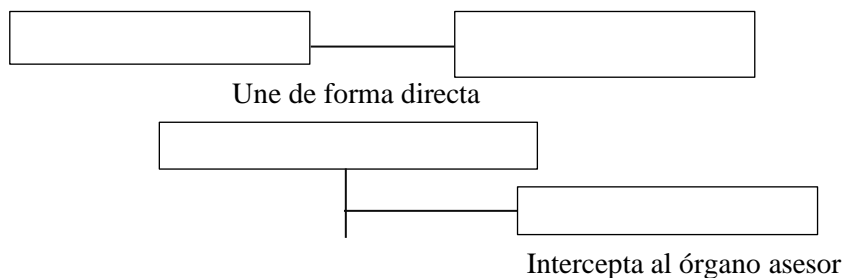 Une de forma directa
Intercepta al órgano asesor